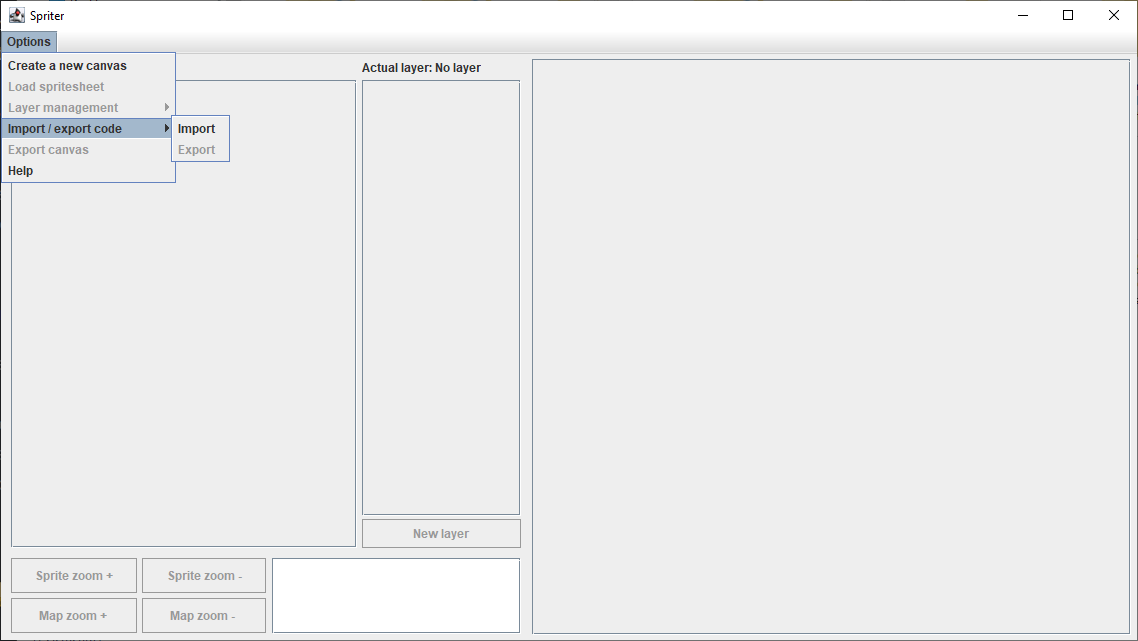 Spriter
Options
Create a new canvas
Load spritesheet
Layer management
Import / export code
Export canvas
Help
Import
Export
Actual layer: No layer
New layer
Sprite zoom +
Sprite zoom -
Map zoom +
Map zoom -